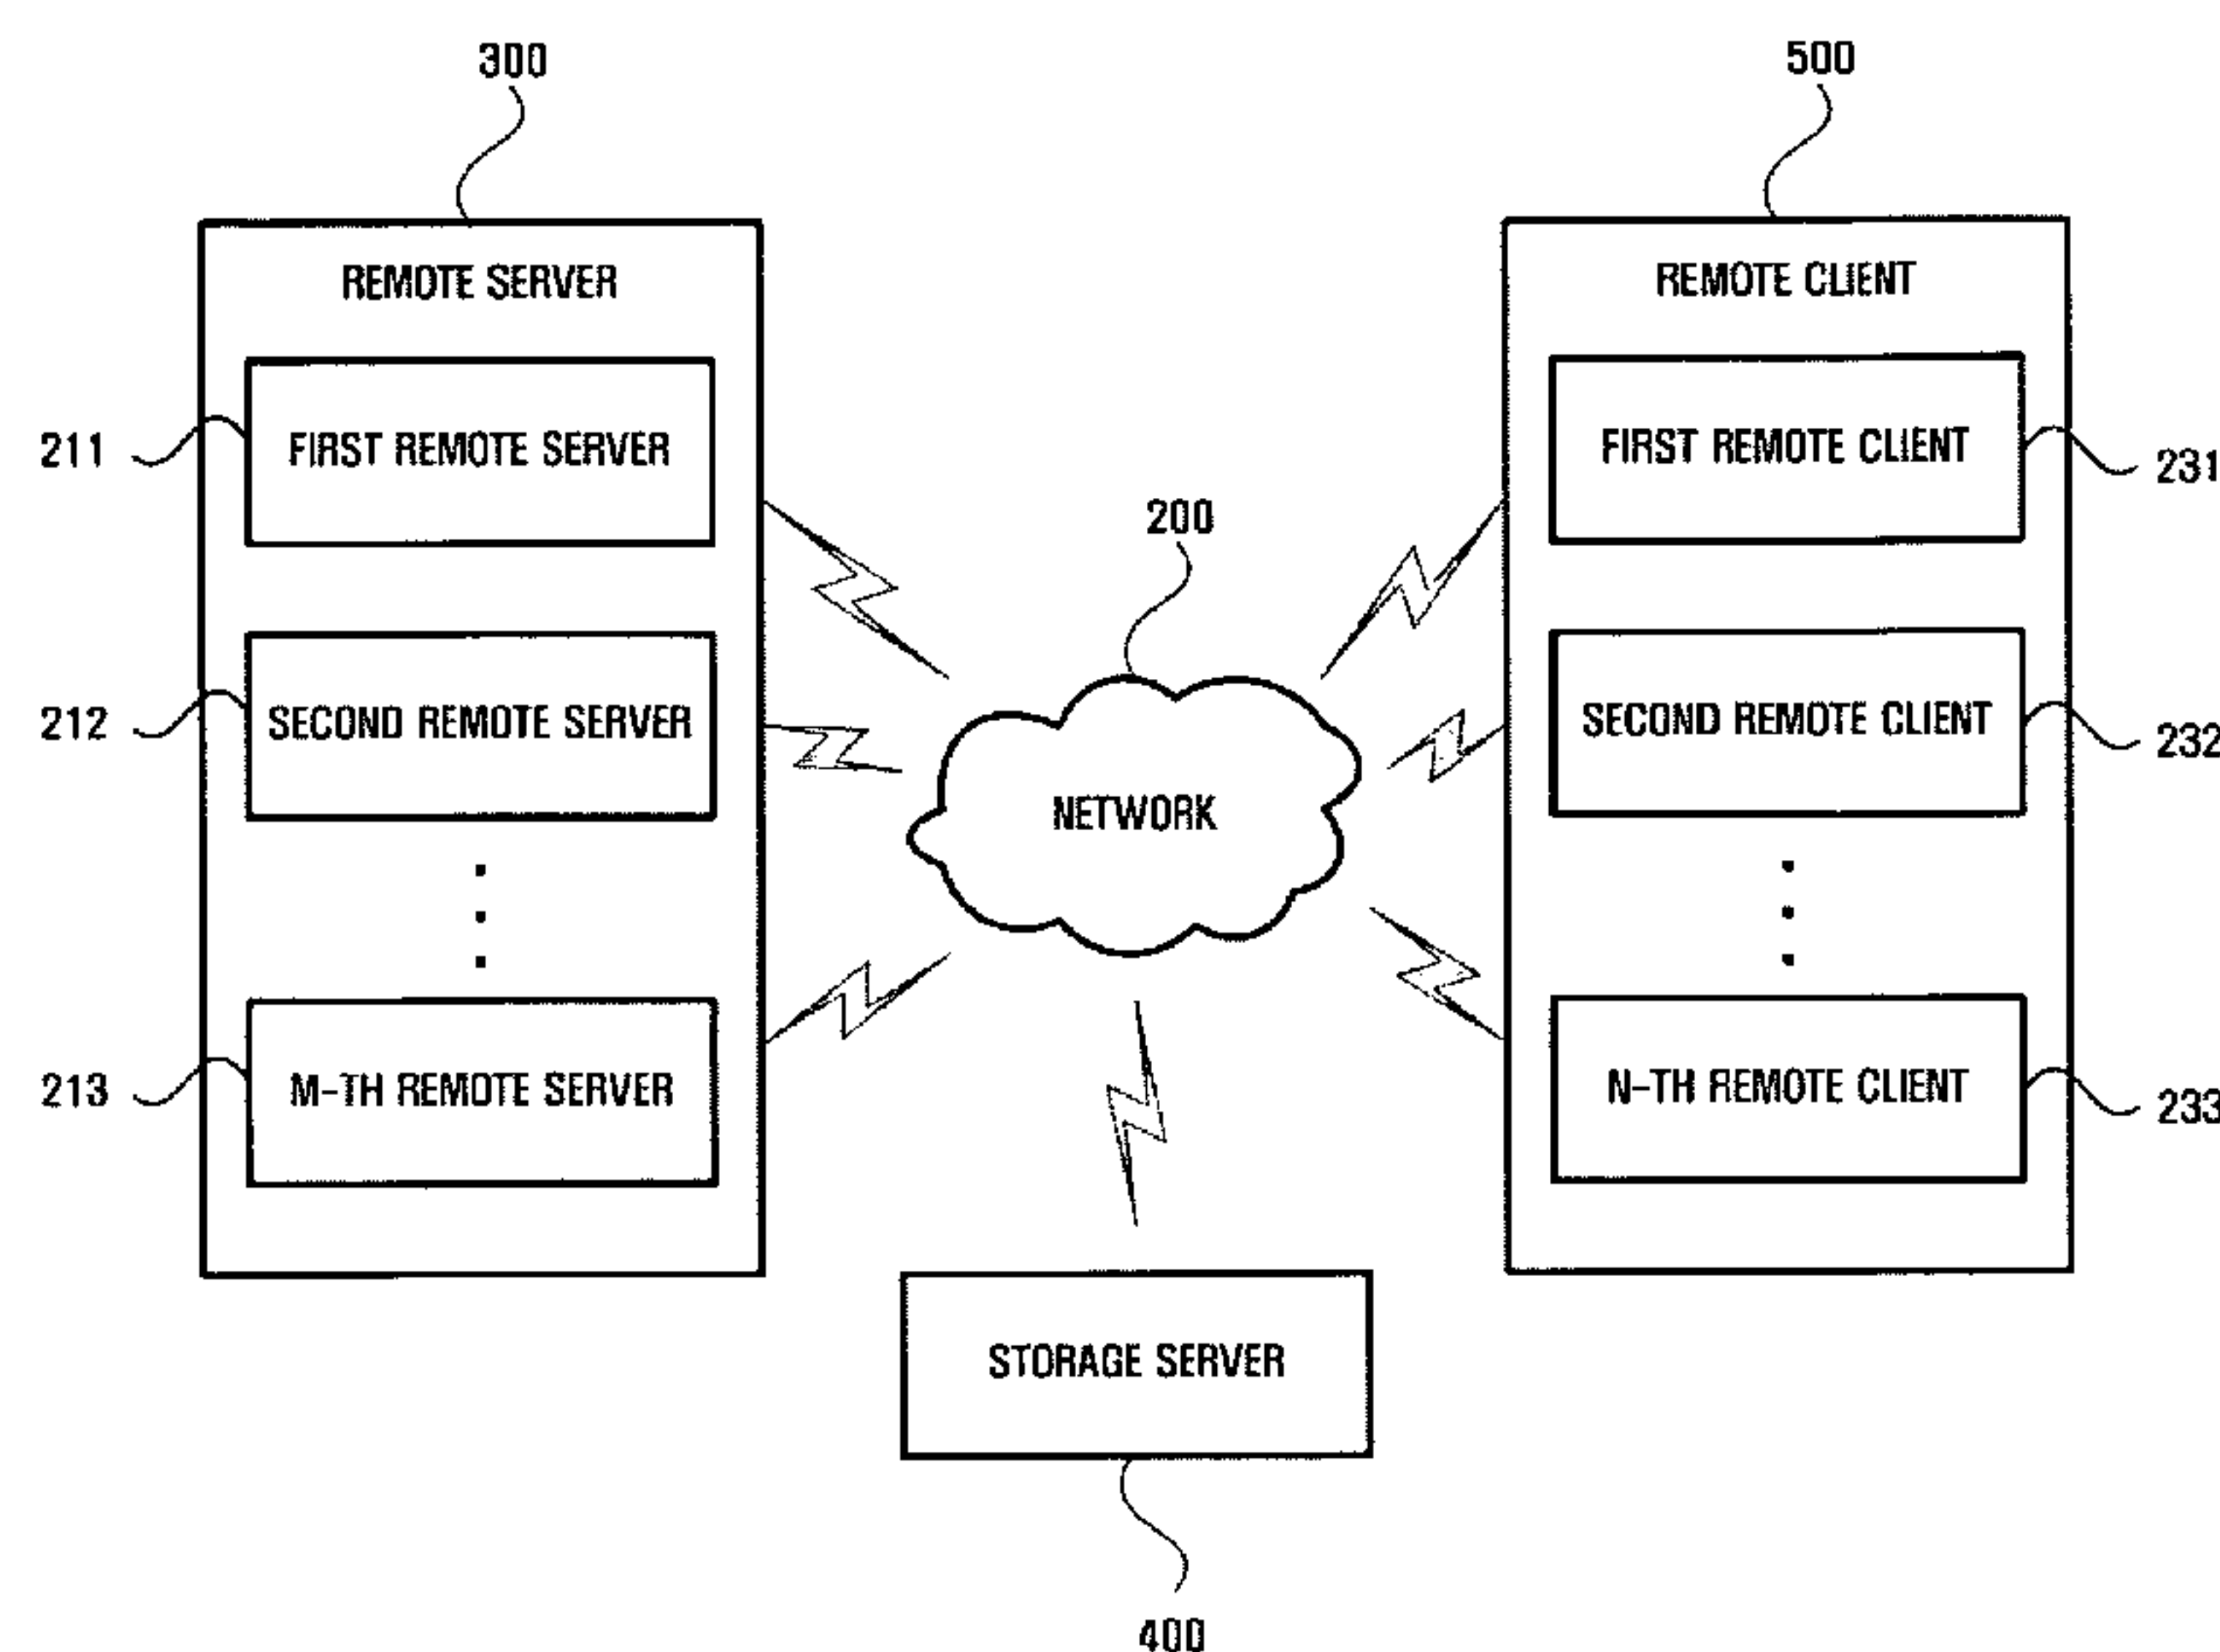 300
500
REMOTE SERVER
REMOTE CLIENT
211
FIRST REMOTE SERVER
FIRST REMOTE CLIENT
231
200
212
SECOND REMOTE SERVER
SECOND REMOTE CLIENT
232
NETWORK
213
M-TH REMOTE SERVER
N-TH REMOTE CLIENT
233
STORAGE SERVER
400